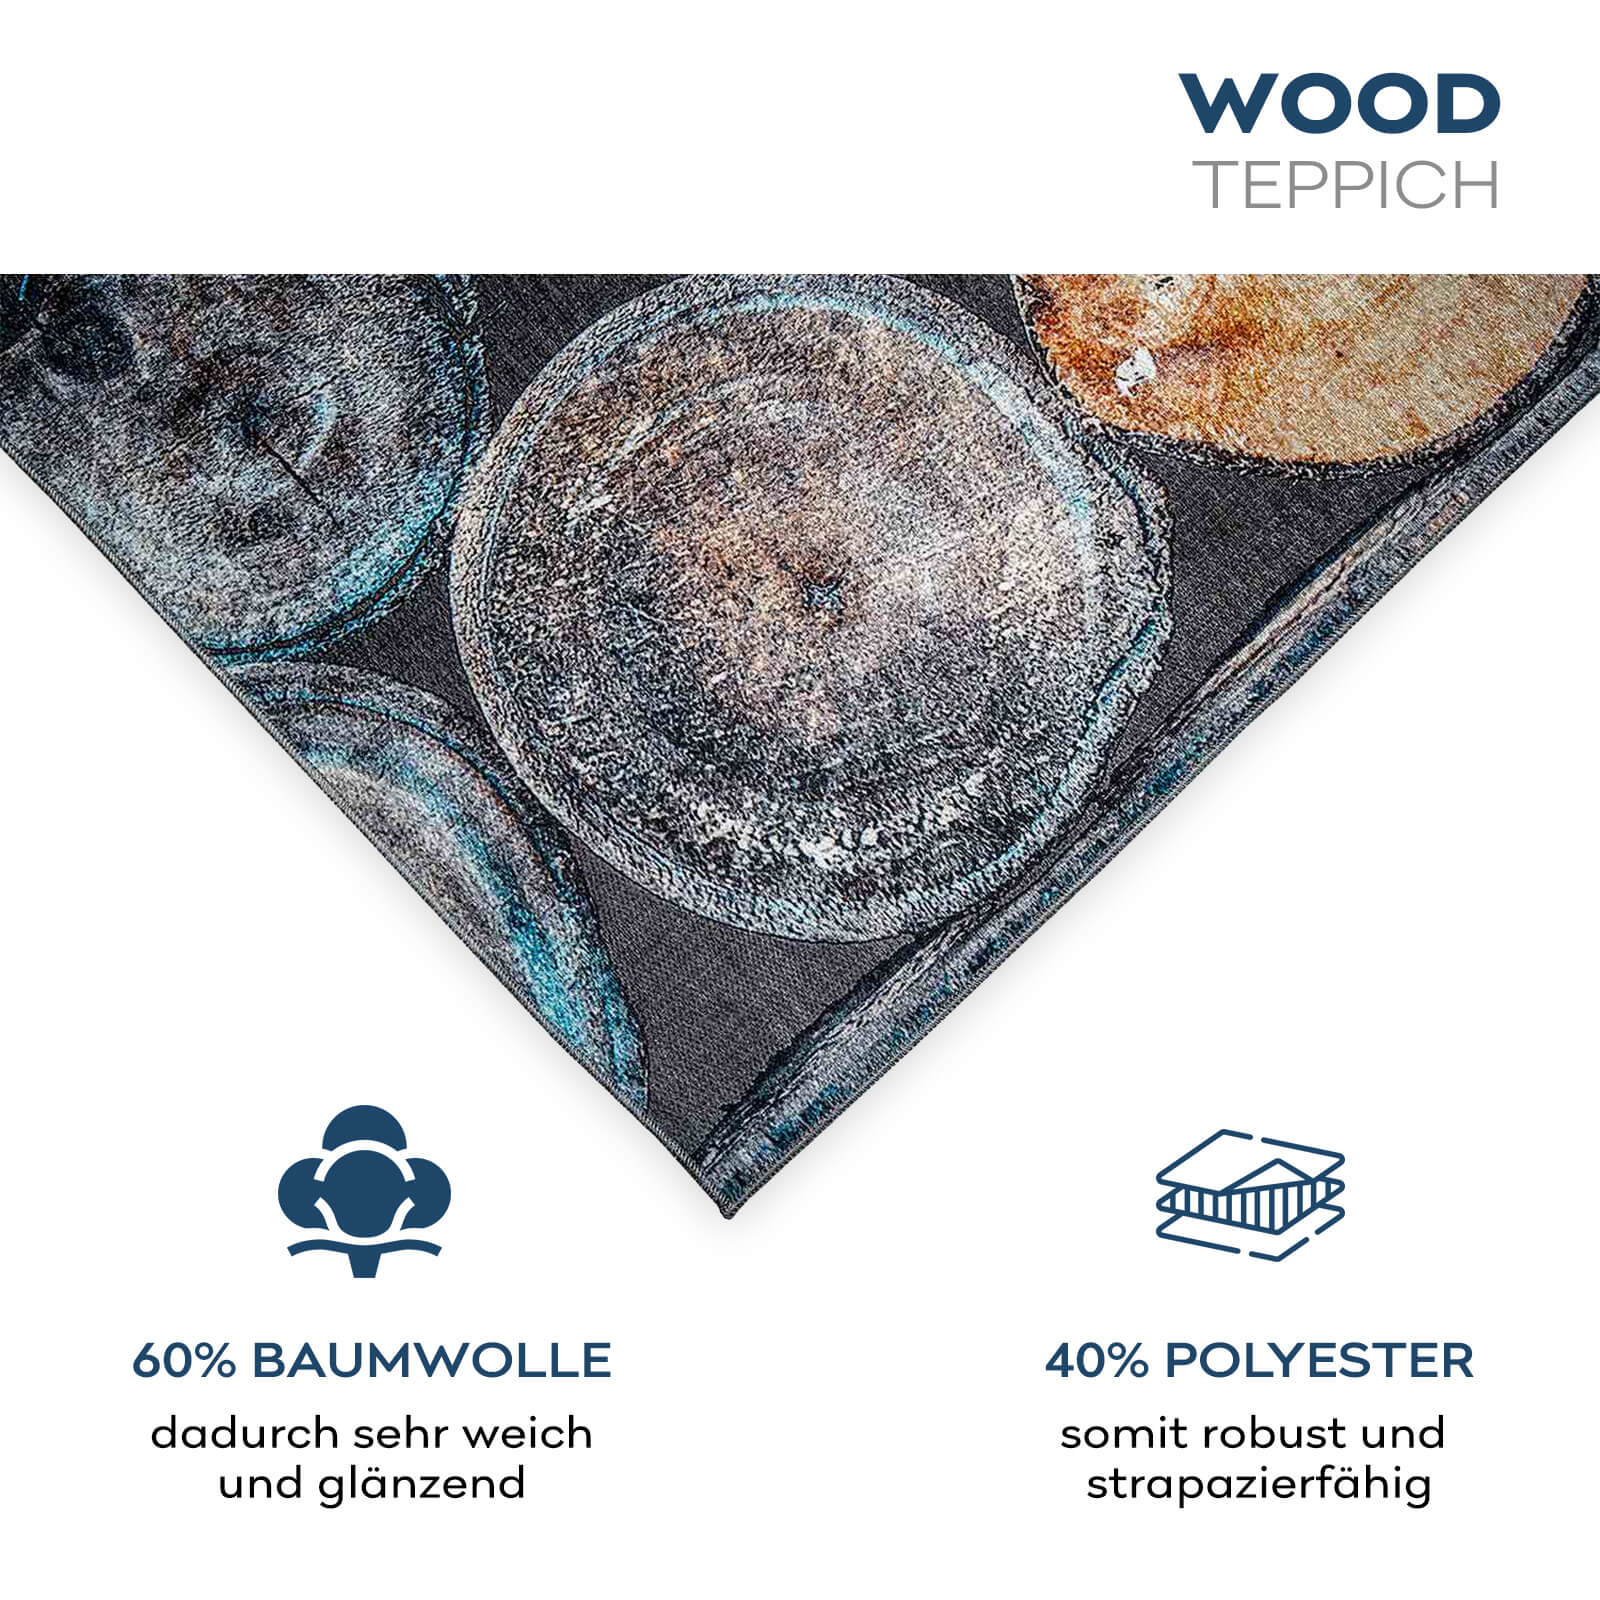 WOOD
TEPPICH
60% BAUMWOLLE
dadurch sehr weich
und glänzend
40% POLYESTER
somit robust und
strapazierfähig